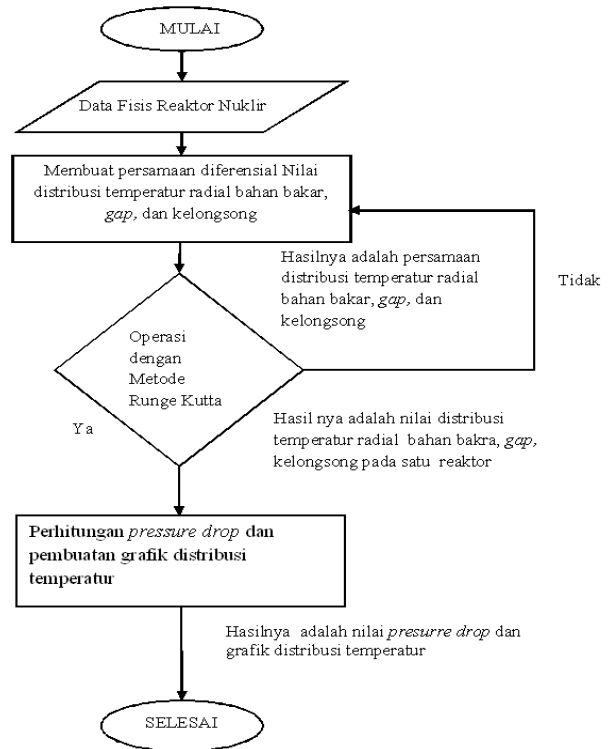 MULAI
Data Fisis Reaktor Nuklir
Membuat persamaan diferensial Nilai
distribusi temperatur radial bahan bakar,
gap, dan kelongsong
Hasilnya adalah persamaan
distribusi temperatur radial
bahan bakar, gap, dan
kelongsong
Tidak
Operasi
dengan
Metode
Runge Kutta
Ya
Hasil nya adalah nilai distribusi
temperatur radial bahan bakra, gap,
kelongsong pada satu reaktor
Perhitungan pressure drop dan
pembuatan grafik distribusi
temperatur
Hasilnya adalah nilai presurre drop dan
grafik distribusi temperatur
SELESAI